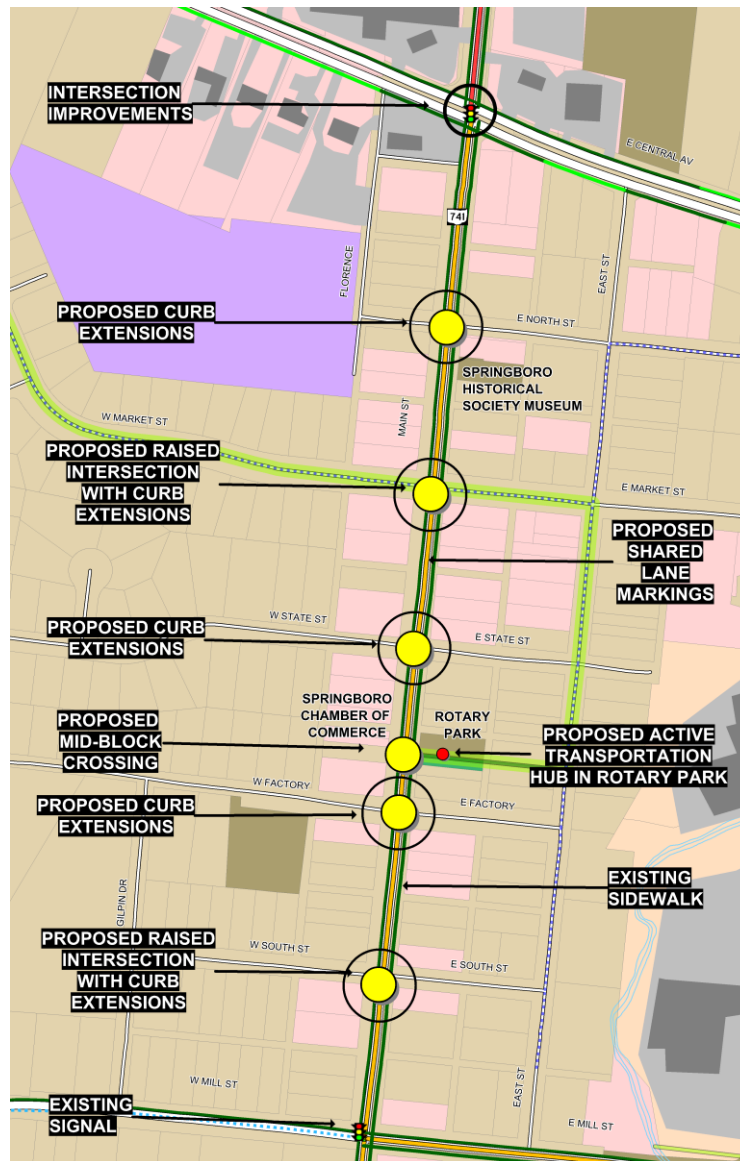 INTERSECTION
IMPROVEMENTS
E CENTRAL AV
741
FLORENCE
EAST ST
PROPOSED CURB
EXTENSIONS
E NORTH ST
SPRINGBORO
HISTORICAL
SOCIETY MUSEUM
MAIN ST
W MARKET ST
PROPOSED RAISED
INTERSECTION
WITH CURB
EXTENSIONS
E MARKET ST
PROPOSED
SHARED
LANE
MARKINGS
W STATE ST
PROPOSED CURB
EXTENSIONS
E STATE ST
SPRINGBORO
CHAMBER OF
COMMERCE
ROTARY
PARK
PROPOSED
MID-BLOCK
CROSSING
PROPOSED ACTIVE
TRANSPORTATION
HUB IN ROTARY PARK
W FACTORY
PROPOSED CURB
EXTENSIONS
E FACTORY
EXISTING
SIDEWALK
GILPIN DR
PROPOSED RAISED
INTERSECTION
WITH CURB
EXTENSIONS
W SOUTH ST
E SOUTH ST
W MILL ST
EAST ST
EXISTING
SIGNAL
E MILL ST